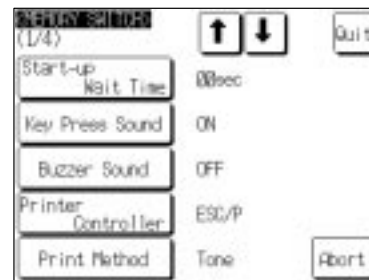 <MEMORY SWITCH>
(1/4)
↑ ↓
Quit
Start-up
Wait Time
00sec
Key Press Sound
ON
Buzzer Sound
OFF
Printer
Controller
ESC/P
Print Method
Tone
Abort